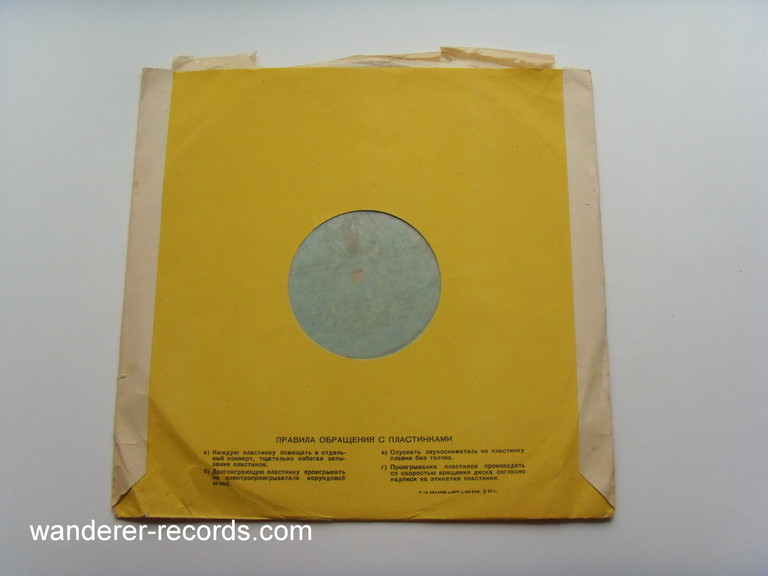 ПРАВИЛА ОБРАЩЕНИЯ С ПЛАСТИНКАМИ
а) Каждую пластинку помещать в отдель-
ный конверт, тщательно избегая запы-
ления пластинок.
б) Долгоиграющую пластинку проигрывать
на электропроигрывателе корундовой
иглой.
в) Опускать звукосниматель на пластинку
плавно без толчка.
г) Проигрывание пластинок производить
со скоростью вращения диска согласно
надписи на этикетке пластинки.
wanderer-records.com